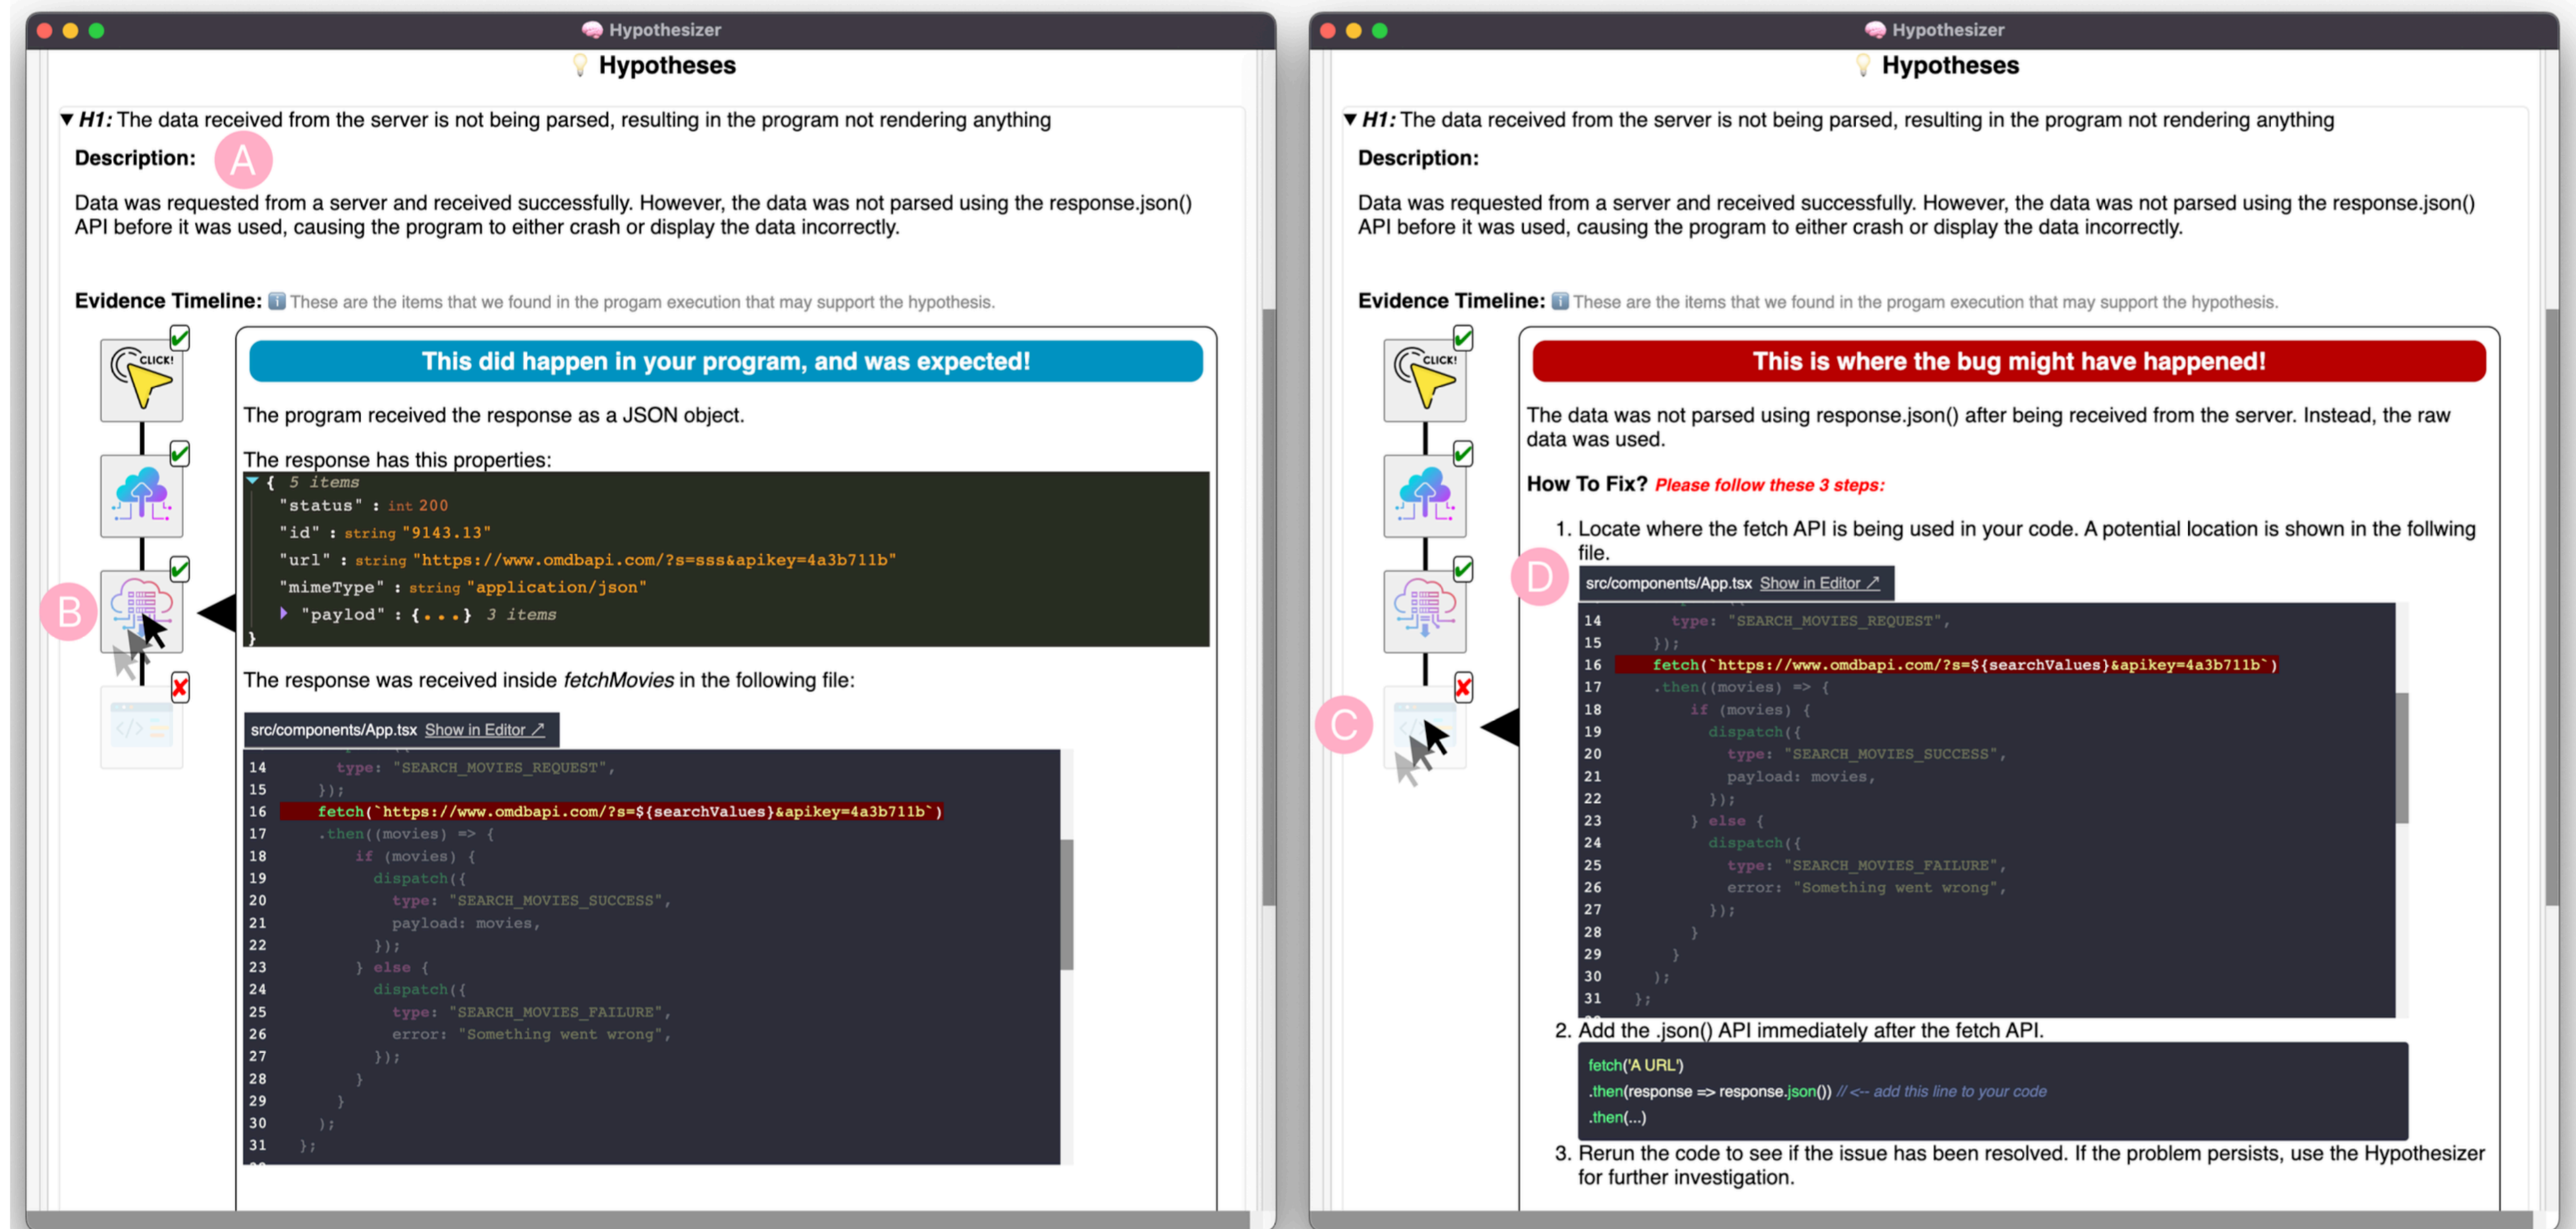 Hypothesizer
Hypotheses
H1: The data received from the server is not being parsed, resulting in the program not rendering anything
Description:
A
Data was requested from a server and received successfully. However, the data was not parsed using the response.json()
API before it was used, causing the program to either crash or display the data incorrectly.
Evidence Timeline: These are the items that we found in the progam execution that may support the hypothesis.
CLICK!
B
This did happen in your program, and was expected!
The program received the response as a JSON object.
The response has this properties:
{ 5 items
"status" : int 200
"id" : string "9143.13"
"url" : string "https://www.omdbapi.com/?s=sss&apikey=4a3b711b"
"mimeType" : string "application/json"
"paylod" : {...} 3 items
}
The response was received inside fetchMovies in the following file:
src/components/App.tsx Show in Editor ↗
14 type: "SEARCH_MOVIES_REQUEST",
15 });
16 fetch(`https://www.omdbapi.com/?s=${searchValues}&apikey=4a3b711b`)
17 .then((movies) => {
18 if (movies) {
19 dispatch({
20 type: "SEARCH_MOVIES_SUCCESS",
21 payload: movies,
22 });
23 } else {
24 dispatch({
25 type: "SEARCH_MOVIES_FAILURE",
26 error: "Something went wrong",
27 });
28 }
29 }
30 );
31 };
Hypothesizer
Hypotheses
H1: The data received from the server is not being parsed, resulting in the program not rendering anything
Description:
Data was requested from a server and received successfully. However, the data was not parsed using the response.json()
API before it was used, causing the program to either crash or display the data incorrectly.
Evidence Timeline: These are the items that we found in the progam execution that may support the hypothesis.
CLICK!
C
This is where the bug might have happened!
The data was not parsed using response.json() after being received from the server. Instead, the raw
data was used.
How To Fix? Please follow these 3 steps:
1. Locate where the fetch API is being used in your code. A potential location is shown in the follwing
file.
D
src/components/App.tsx Show in Editor ↗
14 type: "SEARCH_MOVIES_REQUEST",
15 });
16 fetch(`https://www.omdbapi.com/?s=${searchValues}&apikey=4a3b711b`)
17 .then((movies) => {
18 if (movies) {
19 dispatch({
20 type: "SEARCH_MOVIES_SUCCESS",
21 payload: movies,
22 });
23 } else {
24 dispatch({
25 type: "SEARCH_MOVIES_FAILURE",
26 error: "Something went wrong",
27 });
28 }
29 }
30 );
31 };
2. Add the .json() API immediately after the fetch API.
fetch('A URL')
.then(response => response.json()) // <-- add this line to your code
.then(...)
3. Rerun the code to see if the issue has been resolved. If the problem persists, use the Hypothesizer
for further investigation.